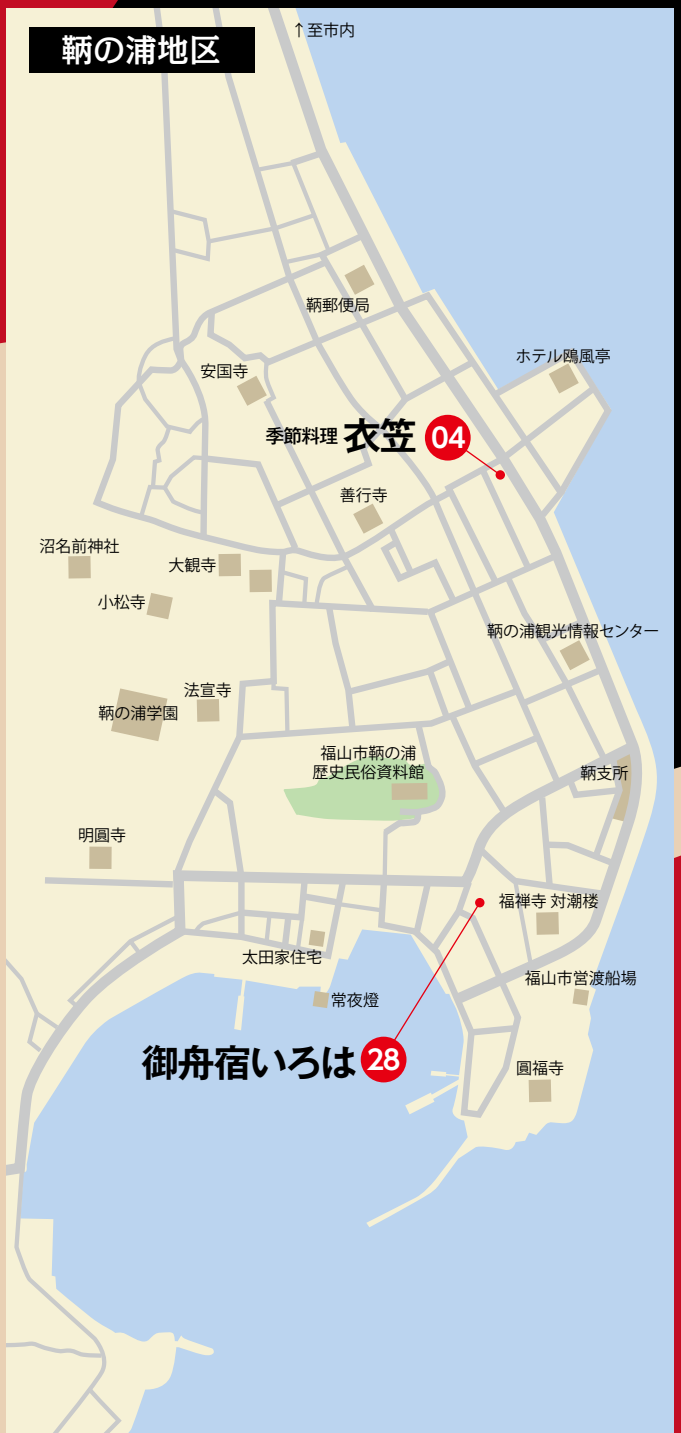 鞆の浦地区
↑至市内
鞆郵便局
ホテル鴎風亭
安国寺
季節料理 衣笠 04
善行寺
沼名前神社
大観寺
小松寺
鞆の浦観光情報センター
法宣寺
鞆の浦学園
福山市鞆の浦
歴史民俗資料館
鞆支所
明圓寺
福禅寺 対潮楼
太田家住宅
福山市営渡船場
常夜燈
御舟宿いろは 28
圓福寺